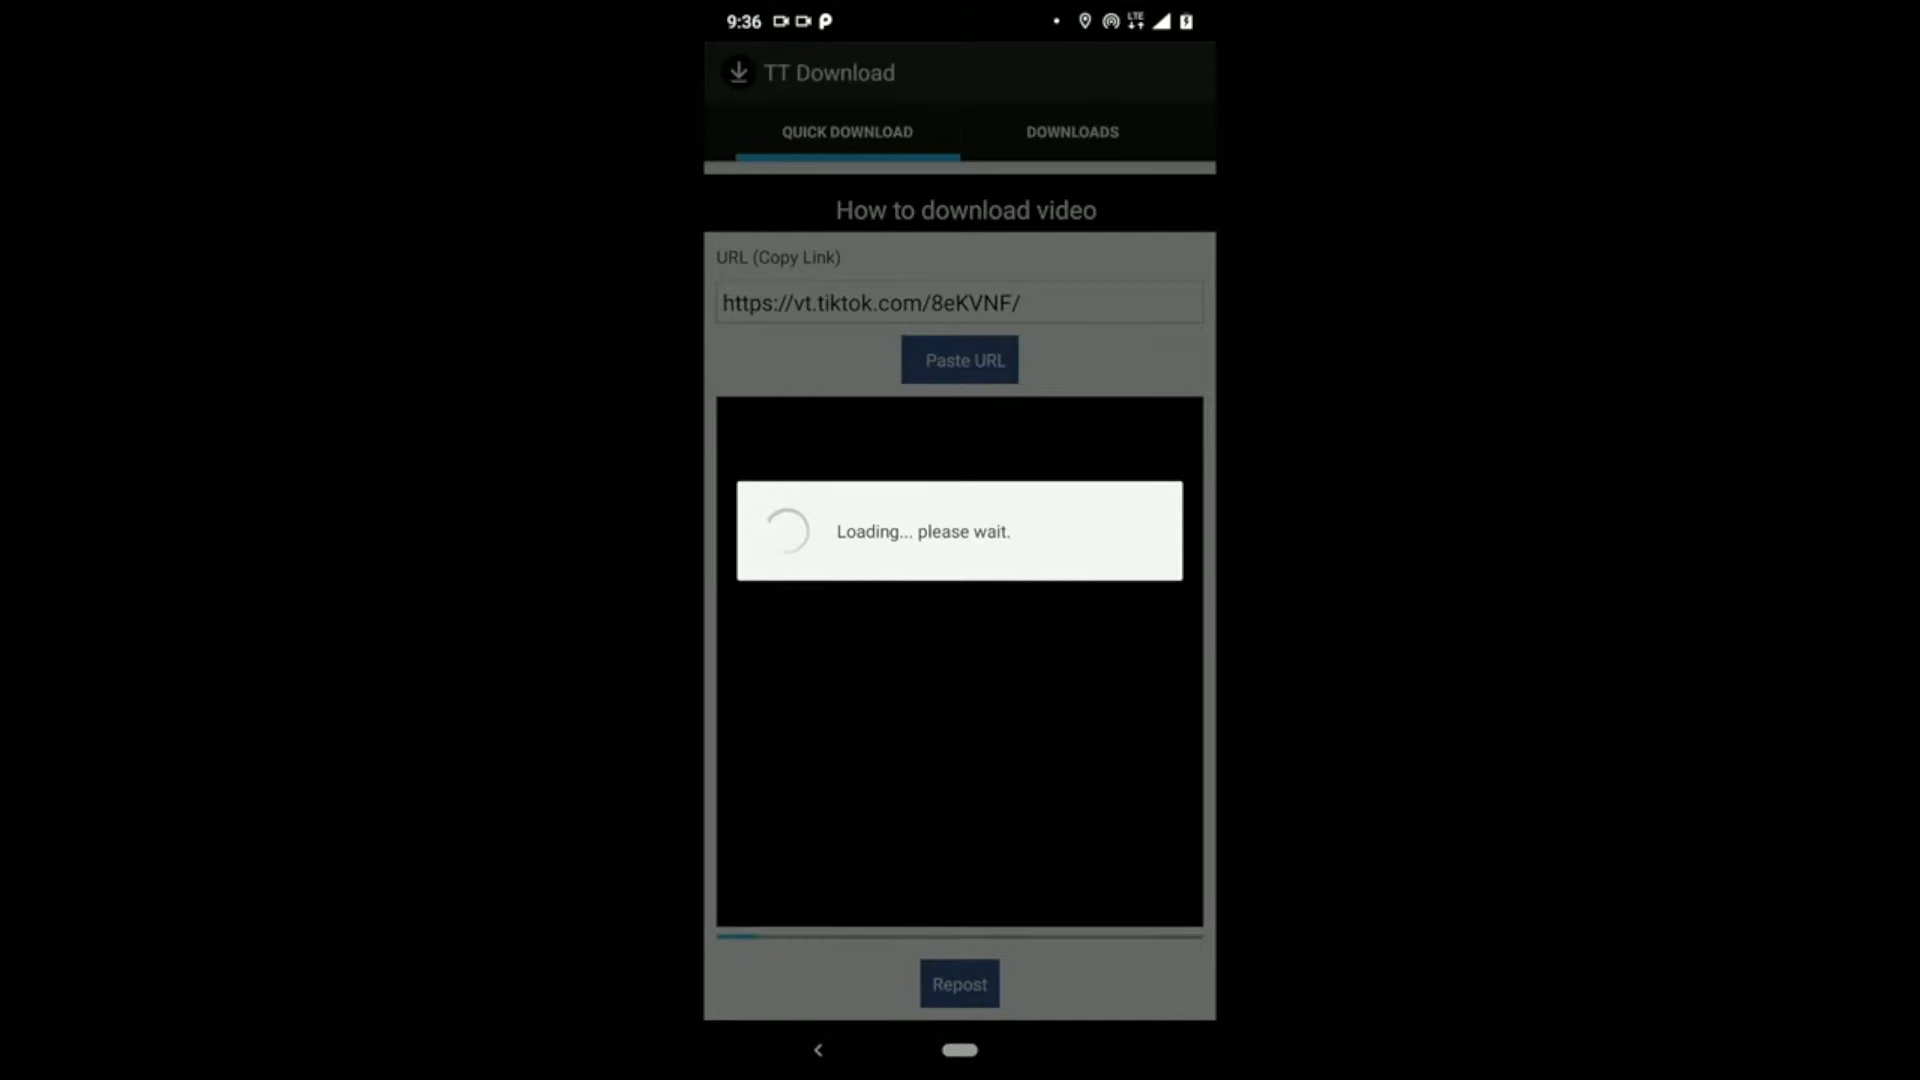 9:36
LTE
TT Download
QUICK DOWNLOAD
DOWNLOADS
How to download video
URL (Copy Link)
https://vt.tiktok.com/8eKVNF/
Paste URL
Loading... please wait.
Repost